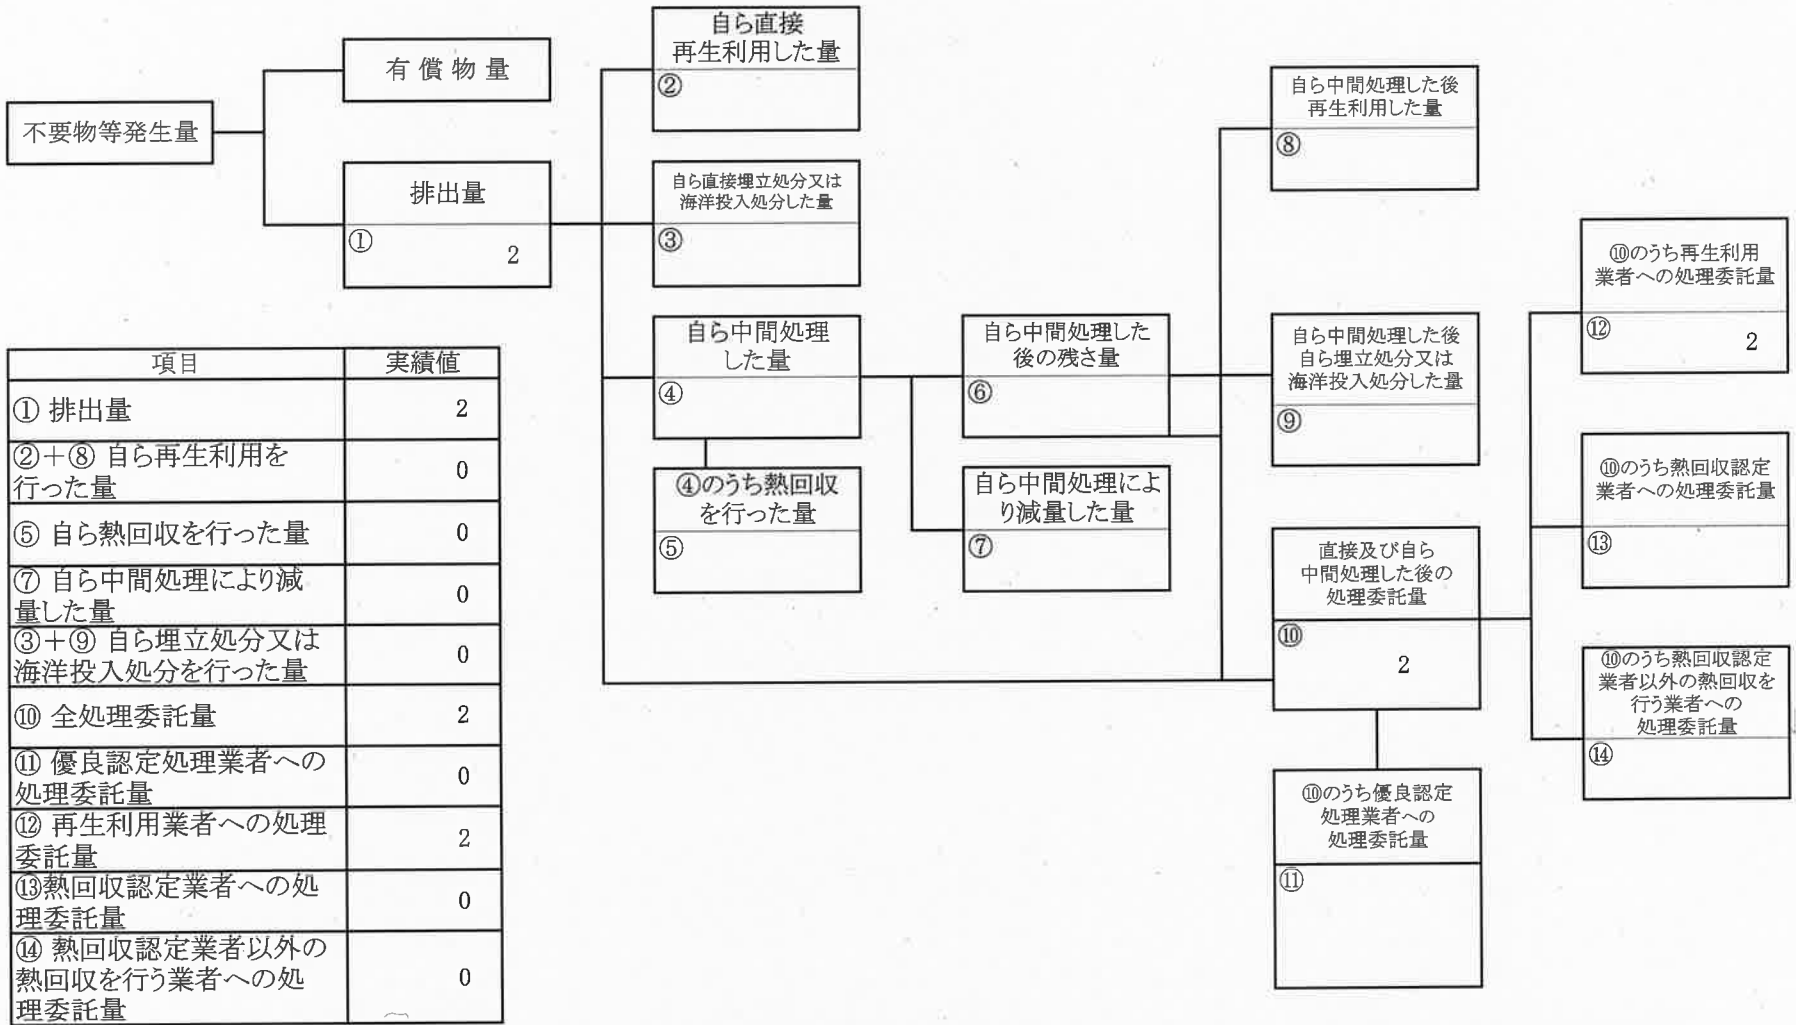 不要物等発生量
有償物量
排出量
①
2
自ら直接
再生利用した量
②
自ら直接埋立処分又は
海洋投入処分した量
③
自ら中間処理
した量
④
④のうち熱回収
を行った量
⑤
自ら中間処理した
後の残さ量
⑥
自ら中間処理によ
り減量した量
⑦
自ら中間処理した後
再生利用した量
⑧
自ら中間処理した後
自ら埋立処分又は
海洋投入処分した量
⑨
直接及び自ら
中間処理した後の
処理委託量
⑩
2
⑩のうち優良認定
処理業者への
処理委託量
⑪
⑩のうち再生利用
業者への処理委託量
⑫
2
⑩のうち熱回収認定
業者への処理委託量
⑬
⑩のうち熱回収認定
業者以外の熱回収を
行う業者への
処理委託量
⑭
項目 実績値
① 排出量 2
②+⑧ 自ら再生利用を
行った量 0
⑤ 自ら熱回収を行った量 0
⑦ 自ら中間処理により減
量した量 0
③+⑨ 自ら埋立処分又は
海洋投入処分を行った量 0
⑩ 全処理委託量 2
⑪ 優良認定処理業者への
処理委託量 0
⑫ 再生利用業者への処理
委託量 2
⑬熱回収認定業者への処
理委託量 0
⑭ 熱回収認定業者以外の
熱回収を行う業者への処
理委託量 0